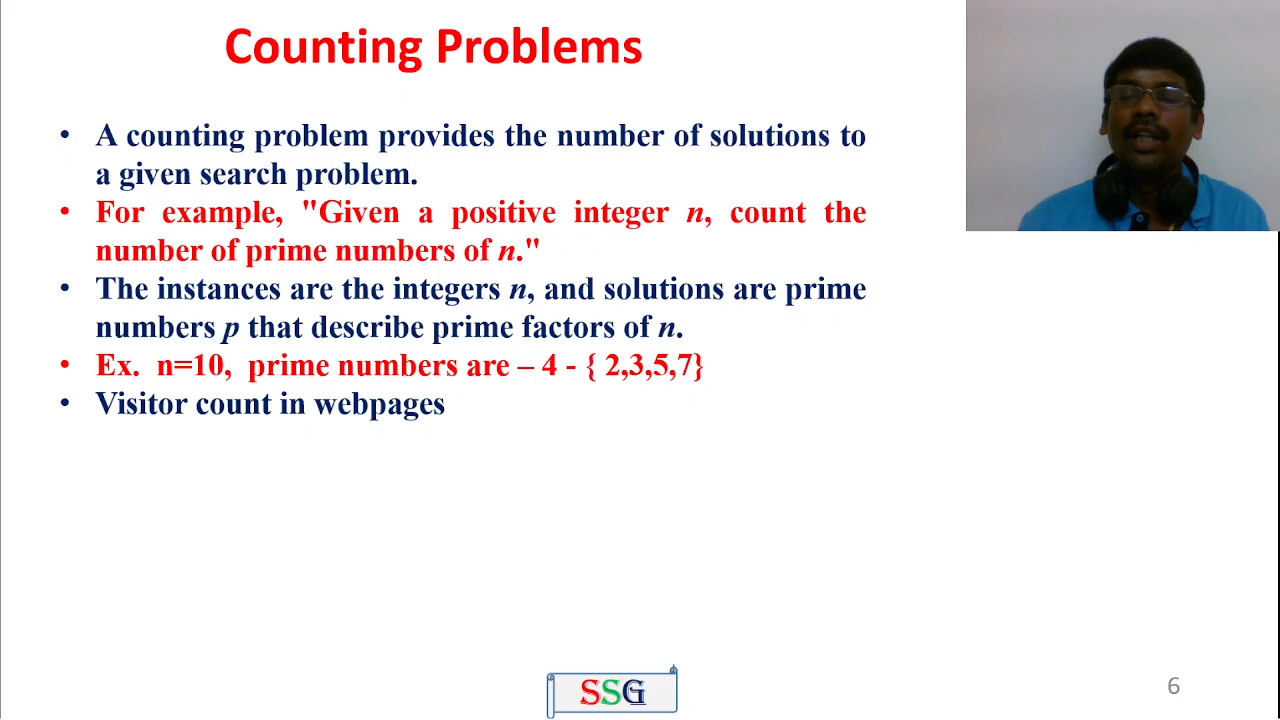 Counting Problems
• A counting problem provides the number of solutions to
a given search problem.
• For example, "Given a positive integer n, count the
number of prime numbers of n."
• The instances are the integers n, and solutions are prime
numbers p that describe prime factors of n.
• Ex. n=10, prime numbers are – 4 - { 2,3,5,7}
• Visitor count in webpages
SSG
6